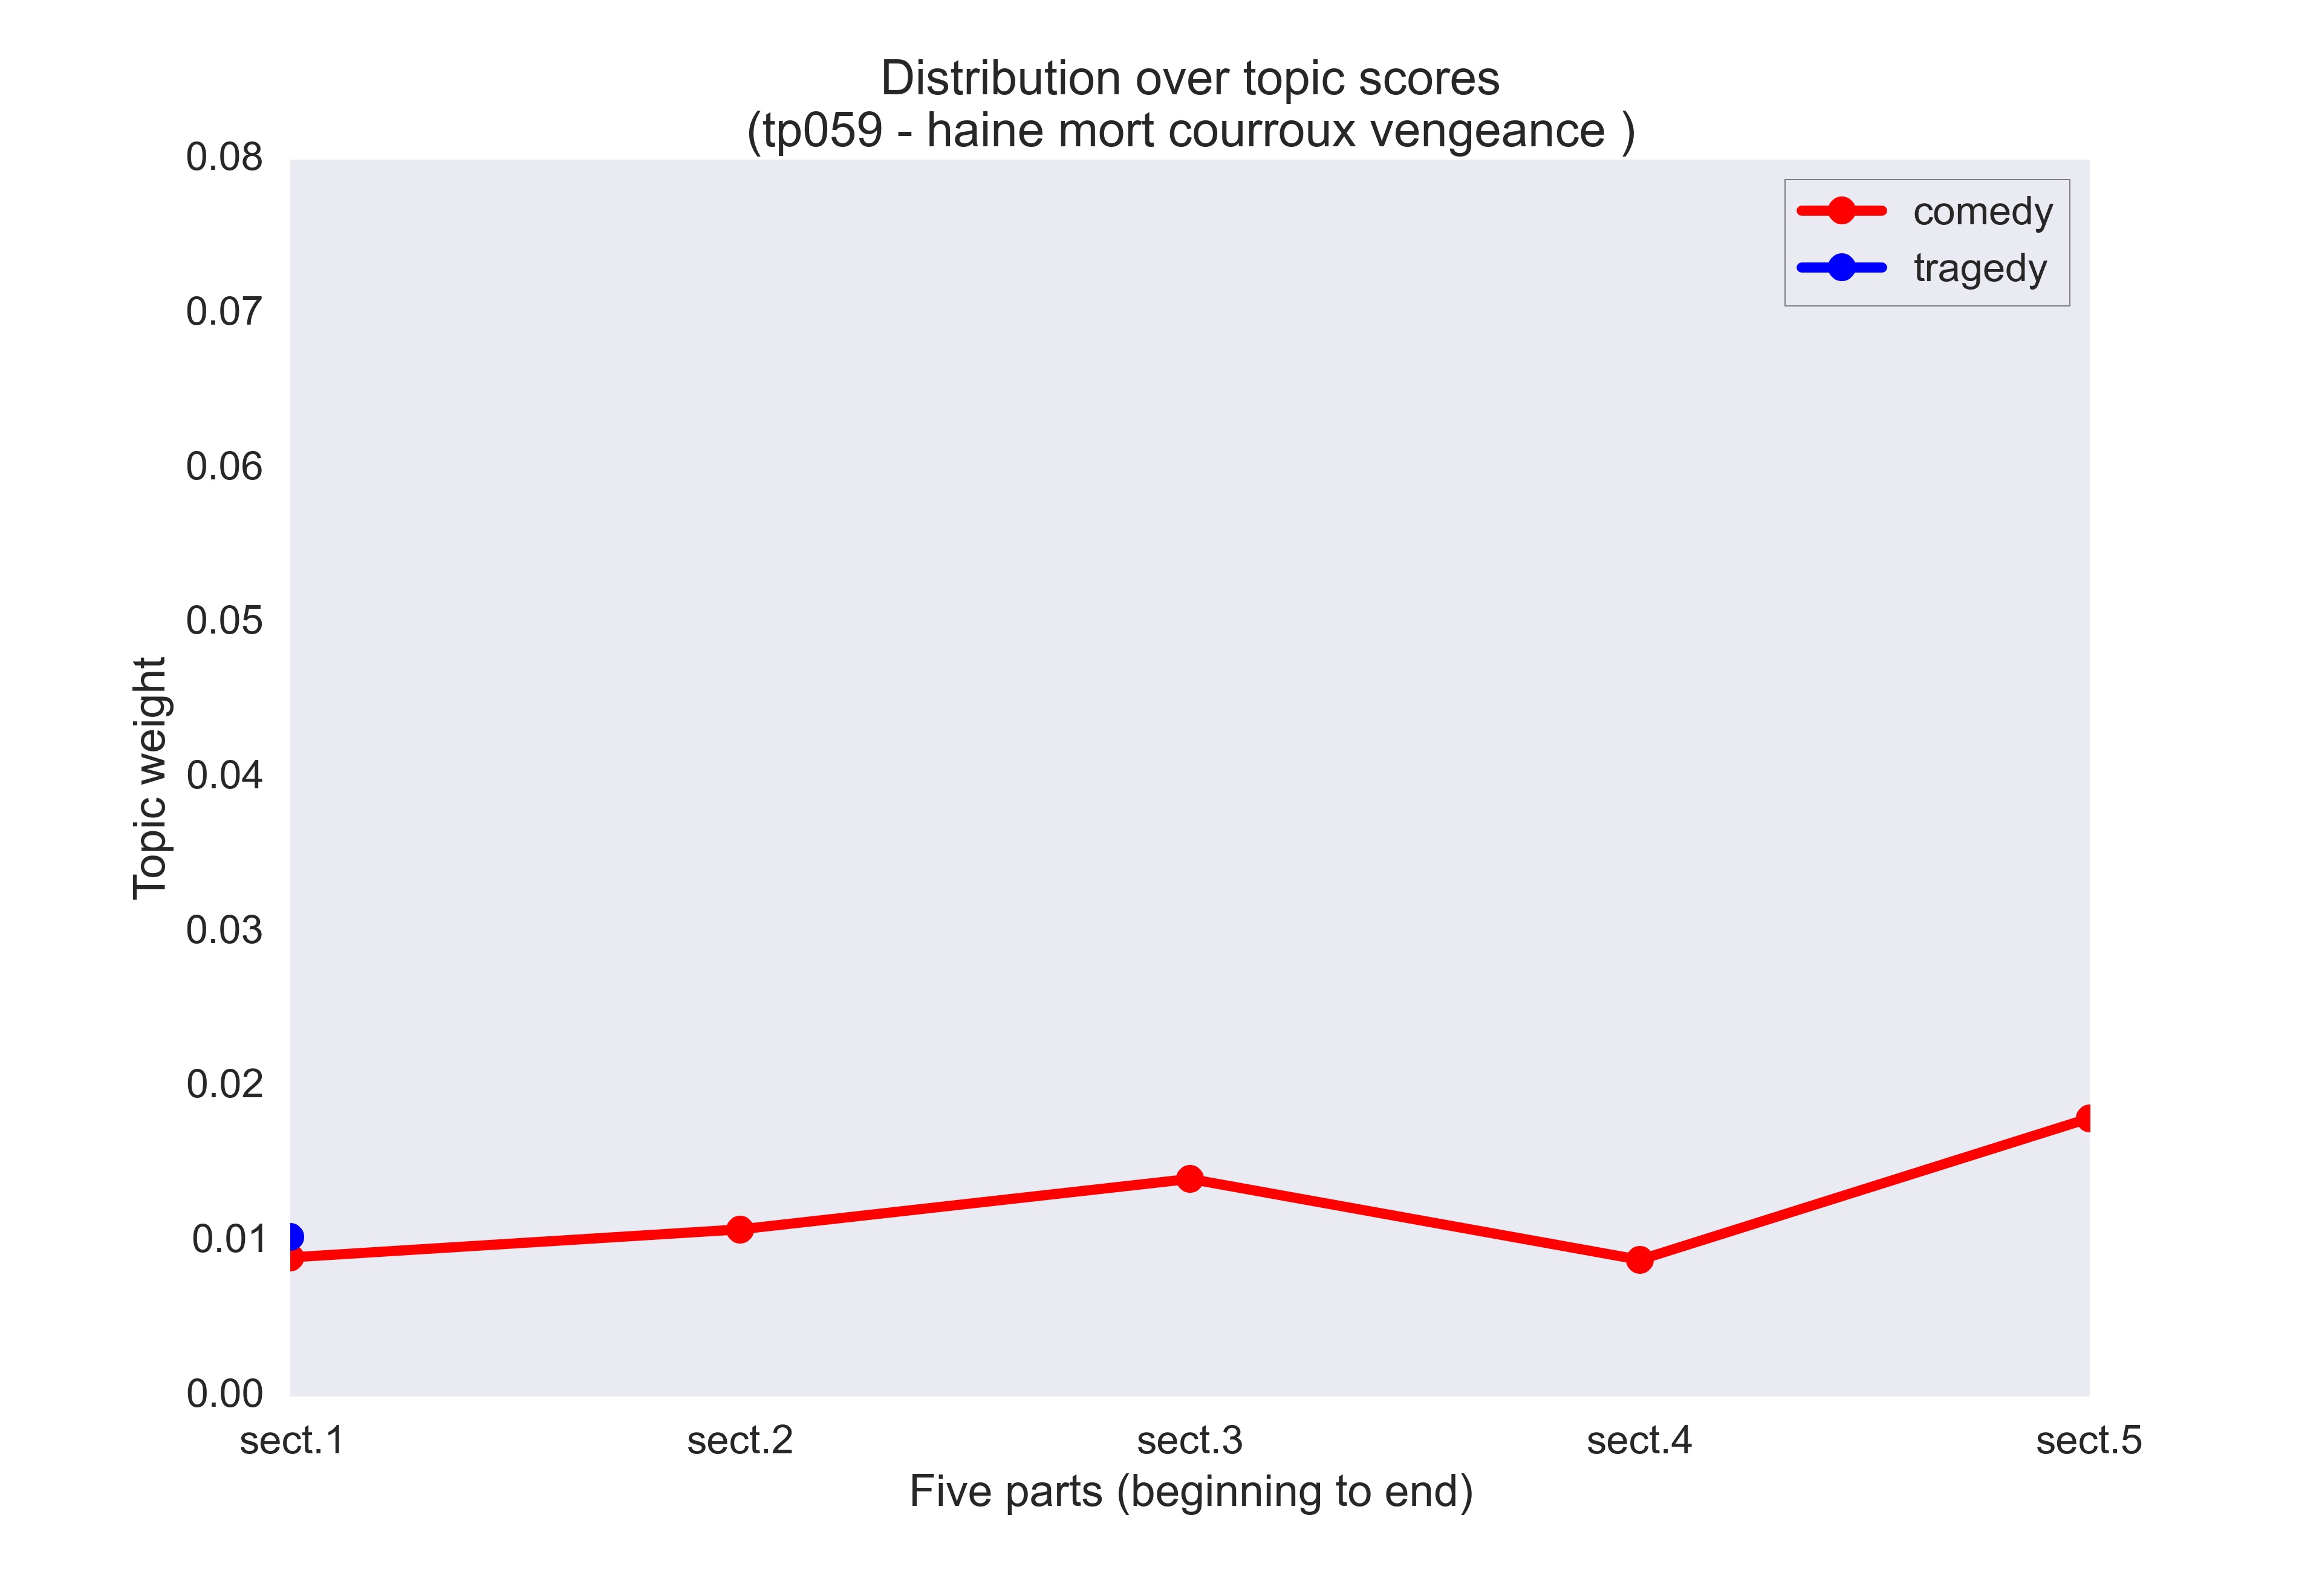 Distribution over topic scores
(tp059 - haine mort courroux vengeance )
comedy
tragedy
Topic weight
0.08
0.07
0.06
0.05
0.04
0.03
0.02
0.01
0.00
sect.1 sect.2 sect.3 sect.4 sect.5
Five parts (beginning to end)